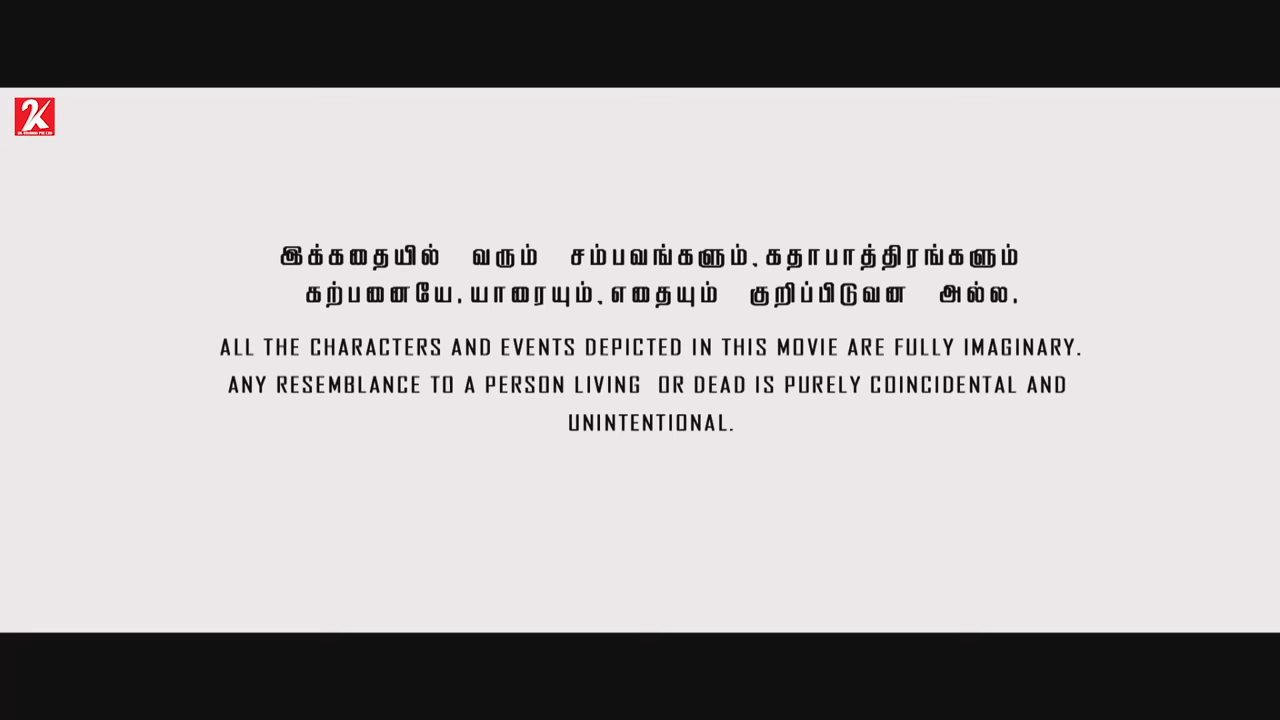 2K
இக்கதையில் வரும் சம்பவங்களும்,கதாபாத்திரங்களும்
கற்பனையே.யாரையும்,எதையும் குறிப்பிடுவன அல்ல.
ALL THE CHARACTERS AND EVENTS DEPICTED IN THIS MOVIE ARE FULLY IMAGINARY.
ANY RESEMBLANCE TO A PERSON LIVING OR DEAD IS PURELY COINCIDENTAL AND
UNINTENTIONAL.